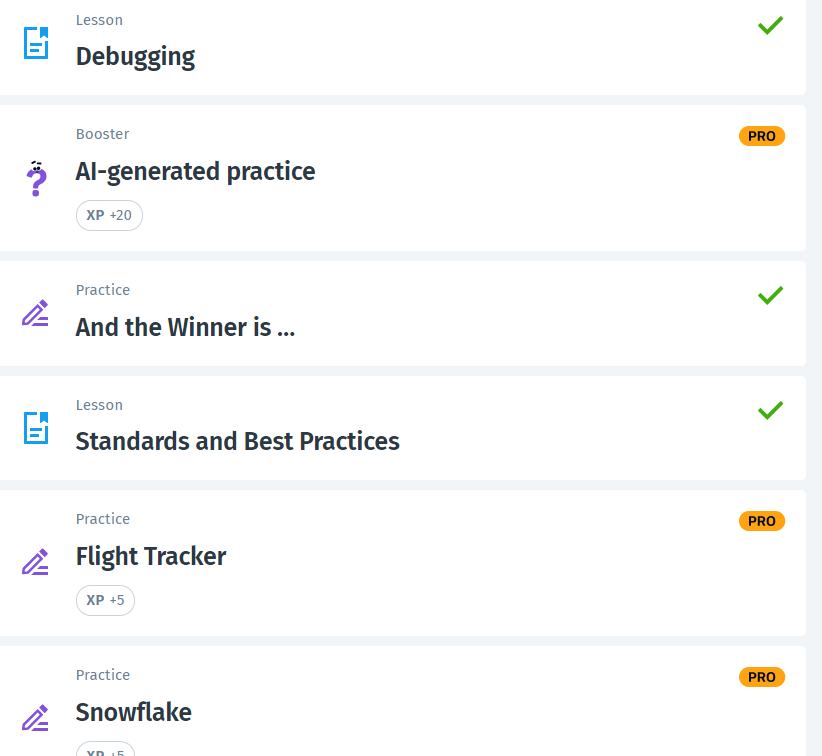 Lesson
Debugging
Booster
PRO
AI-generated practice
XP +20
Practice
And the Winner is ...
Lesson
Standards and Best Practices
Practice
PRO
Flight Tracker
XP +5
Practice
PRO
Snowflake
XP +5